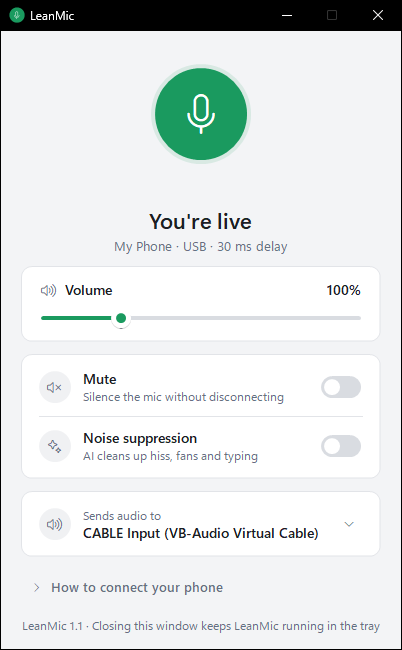 LeanMic
You're live
My Phone · USB · 30 ms delay
Volume 100%
Mute
Silence the mic without disconnecting
Noise suppression
AI cleans up hiss, fans and typing
Sends audio to
CABLE Input (VB-Audio Virtual Cable)
How to connect your phone
LeanMic 1.1 · Closing this window keeps LeanMic running in the tray